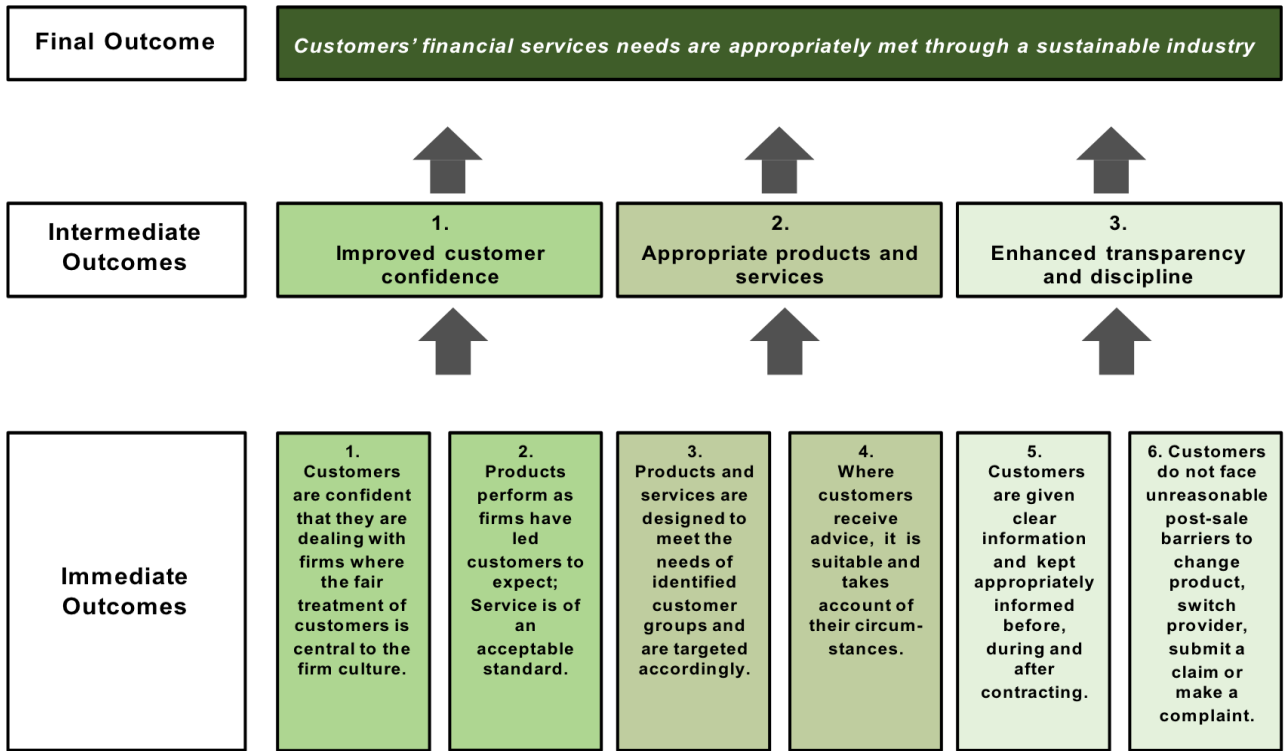 Final Outcome
Customers’ financial services needs are appropriately met through a sustainable industry
Intermediate
Outcomes
1.
Improved customer
confidence
2.
Appropriate products and
services
3.
Enhanced transparency
and discipline
Immediate
Outcomes
1.
Customers
are confident
that they are
dealing with
firms where
the fair
treatment of
customers is
central to the
firm culture.
2.
Products
perform as
firms have
led
customers to
expect;
Service is of
an
acceptable
standard.
3.
Products and
services are
designed to
meet the
needs of
identified
customer
groups and
are targeted
accordingly.
4.
Where
customers
receive
advice, it is
suitable and
takes
account of
their circum-
stances.
5.
Customers
are given
clear
information
and kept
appropriately
informed
before,
during and
after
contracting.
6. Customers
do not face
unreasonable
post-sale
barriers to
change
product,
switch
provider,
submit a
claim or
make a
complaint.